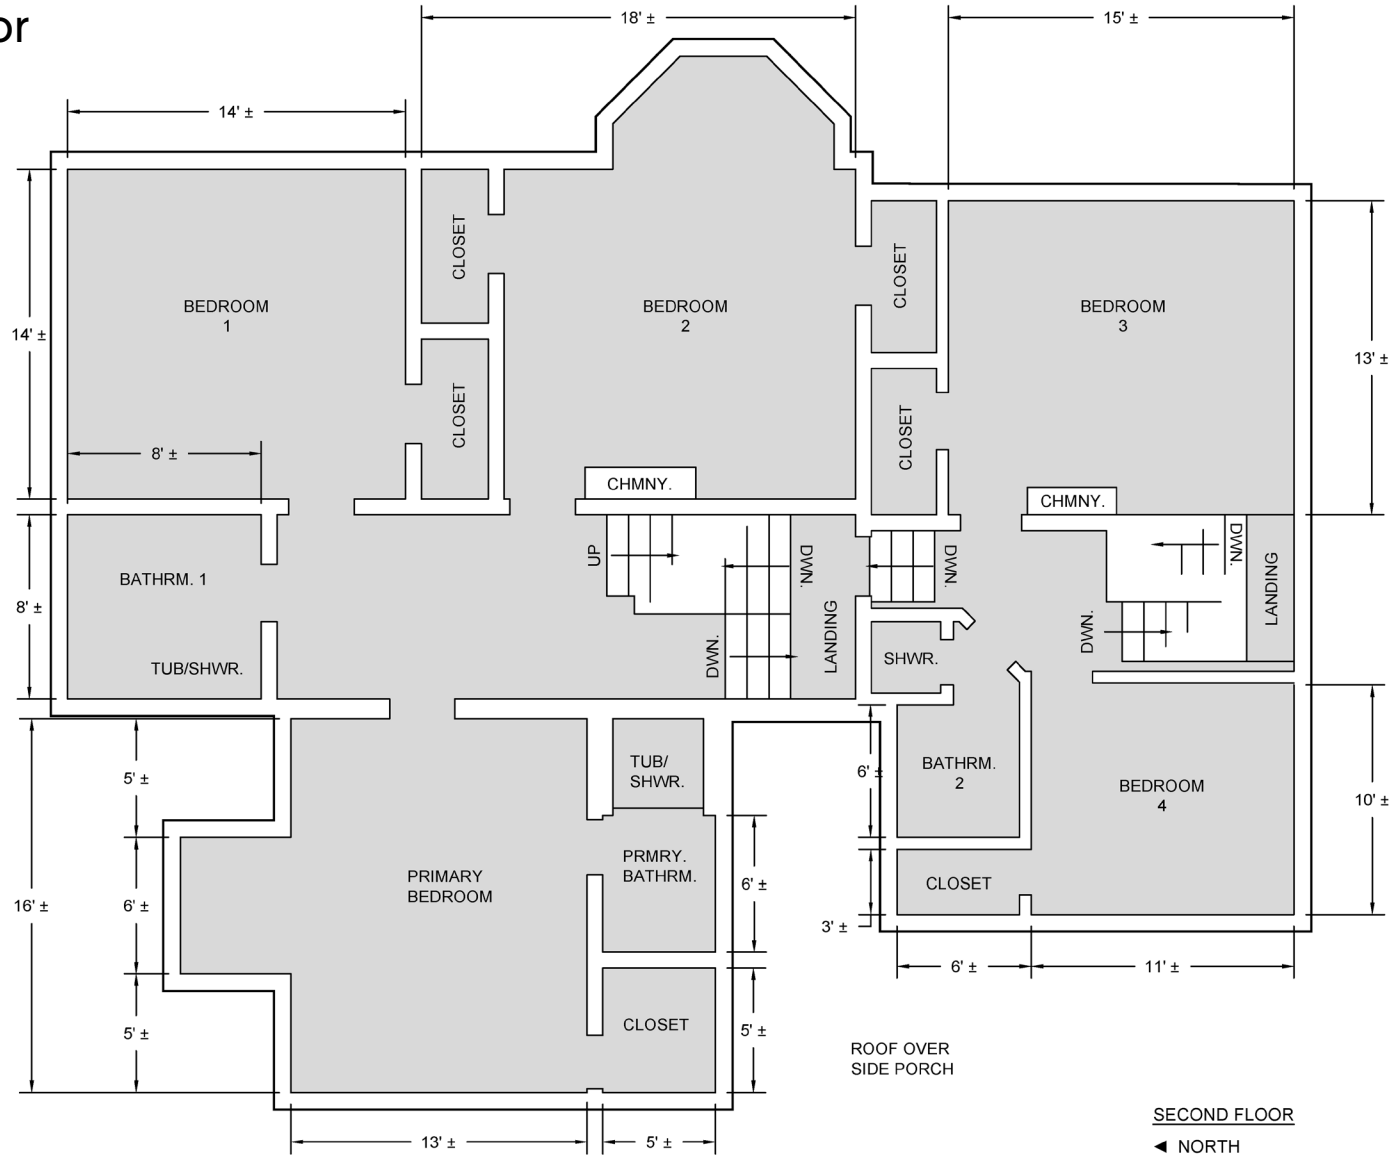 or
18' ±
15' ±
14' ±
CLOSET
CLOSET
BEDROOM
1
BEDROOM
2
BEDROOM
3
14' ±
13' ±
CLOSET
CLOSET
8' ±
CHMNY.
CHMNY.
UP
DWN.
DWN.
DWN.
BATHRM. 1
8' ±
LANDING
LANDING
DWN.
DWN.
TUB/SHWR.
SHWR.
5' ±
TUB/
SHWR.
6' ±
BATHRM.
2
BEDROOM
4
10' ±
PRIMARY
BEDROOM
PRMRY.
BATHRM.
6' ±
CLOSET
16' ±
6' ±
3' ±
6' ±
11' ±
5' ±
CLOSET
5' ±
ROOF OVER
SIDE PORCH
13' ±
5' ±
SECOND FLOOR
◄ NORTH